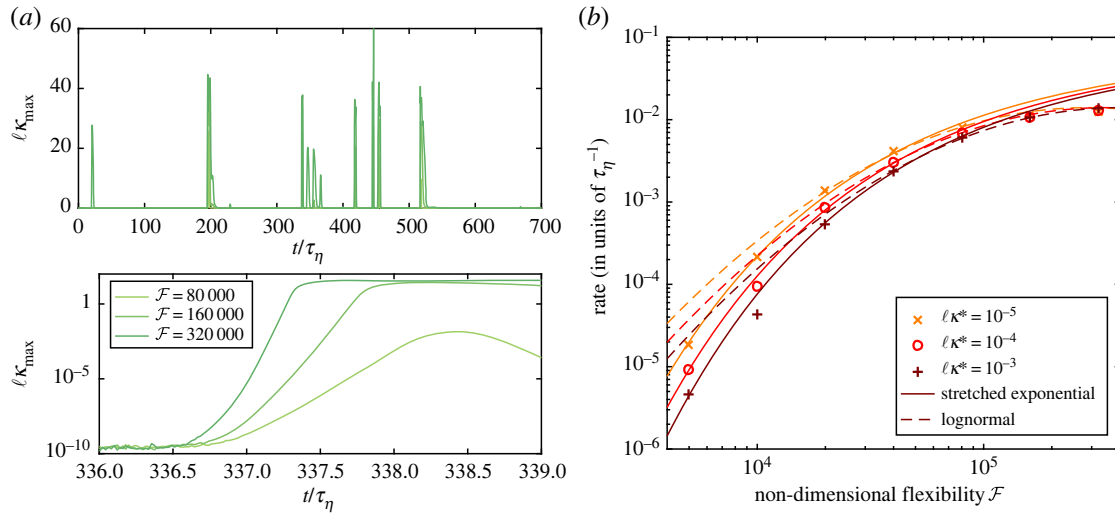 (a)
60
40
20
0
ℓκmax
0 100 200 300 400 500 600 700
t/τη
1
10−5
10−10
ℓκmax
ℱ = 80 000
ℱ = 160 000
ℱ = 320 000
336.0 336.5 337.0 337.5 338.0 338.5 339.0
t/τη
(b)
10−1
10−2
10−3
10−4
10−5
10−6
rate (in units of τη−1)
ℓκ* = 10−5
ℓκ* = 10−4
ℓκ* = 10−3
stretched exponential
lognormal
104 105
non-dimensional flexibility ℱ